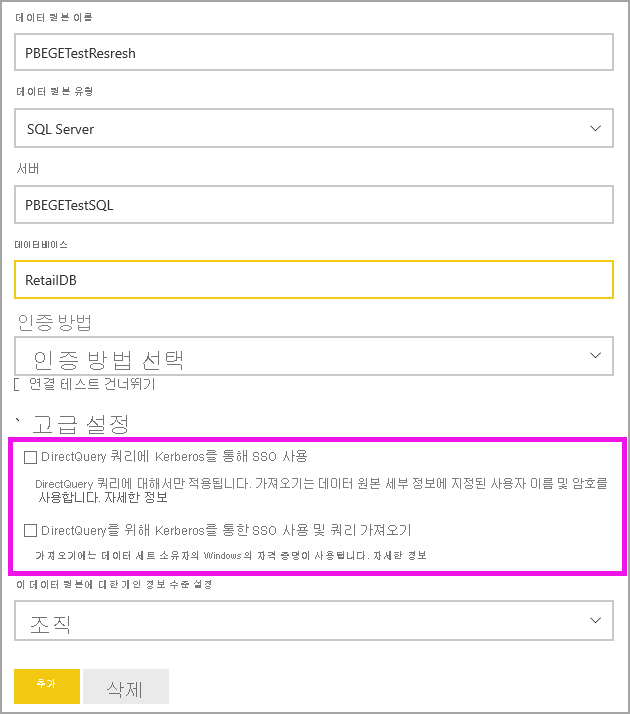 데이터 원본 이름
PBEGETestResresh
데이터 원본 유형
SQL Server
서버
PBEGETestSQL
데이터베이스
RetailDB
인증 방법
인증 방법 선택
연결 테스트 건너뛰기
고급 설정
DirectQuery 쿼리에 Kerberos를 통해 SSO 사용
DirectQuery 쿼리에 대해서만 적용됩니다. 가져오기는 데이터 원본 세부 정보에 지정된 사용자 이름 및 암호를
사용합니다. 자세한 정보
DirectQuery를 위해 Kerberos를 통한 SSO 사용 및 쿼리 가져오기
가져오기에는 데이터 세트 소유자의 Windows의 자격 증명이 사용됩니다. 자세한 정보
이 데이터 원본에 대한 개인 정보 수준 설정
조직
추가
삭제